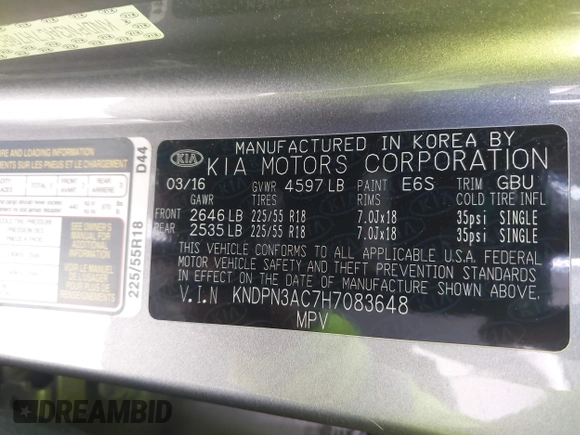 MANUFACTURED IN KOREA BY
KIA KIA MOTORS CORPORATION
03/16 GVWR 4597 LB PAINT E6S TRIM GBU
GAWR TIRES RIMS COLD TIRE INFL
FRONT 2646 LB 225/55 R18 7.0Jx18 35psi SINGLE
REAR 2535 LB 225/55 R18 7.0Jx18 35psi SINGLE
THIS VEHICLE CONFORMS TO ALL APPLICABLE U.S.A. FEDERAL
MOTOR VEHICLE SAFETY AND THEFT PREVENTION STANDARDS
IN EFFECT ON THE DATE OF MANUFACTURE SHOWN ABOVE.
V.I.N KNDPN3AC7H7083648
MPV
D44
225/55R18
RE AND LOADING INFORMATION
SEE OWNER'S
MANUAL FOR
ADDITIONAL
INFORMATION
DREAMBID